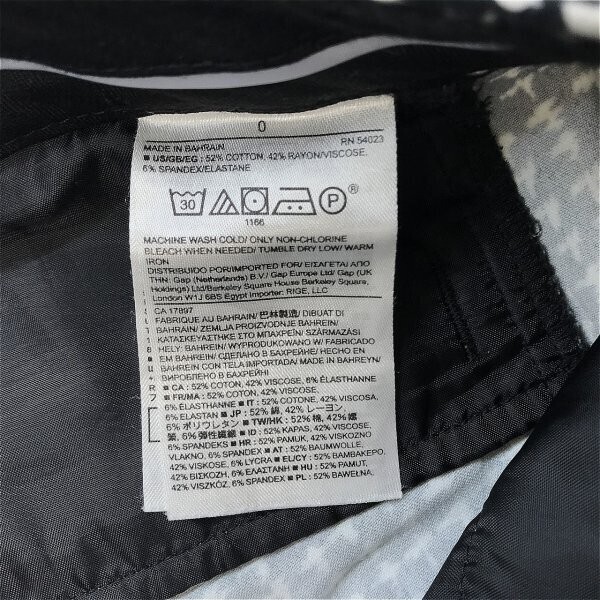 0
MADE IN BAHRAIN RN 54023
■ US/GB/EG : 52% COTTON, 42% RAYON/VISCOSE,
6% SPANDEX/ELASTANE
30 P ®
1166
MACHINE WASH COLD/ ONLY NON-CHLORINE
BLEACH WHEN NEEDED/ TUMBLE DRY LOW/ WARM
IRON
DISTRIBUIDO POR/IMPORTED FOR/ ΕΙΣΑΓΕΤΑΙ ΑΠΟ
ΤΗΝ: Gap (Netherlands) B.V./ Gap Europe Ltd/ Gap (UK
Holdings) Ltd/Berkeley Square House Berkeley Square,
London W1J 6BS Egypt Importer: RIGE, LLC
CA 17897
FABRIQUE AU BAHRAIN/ 巴林製造/ DIBUAT DI
BAHRAIN/ ZEMLJA PROIZVODNJE BAHREIN/
ΚΑΤΑΣΚΕΥΑΣΤΗΚΕ ΣΤΟ ΜΠΑΧΡΕΙΝ/ SZÁRMAZÁSI
HELY: BAHREIN/ WYPRODUKOWANO W/ FABRICADO
EM BAHREIN/ СДЕЛАНО В БАХРЕЙНЕ/ HECHO EN
BAHREIN CON TELA IMPORTADA/ MADE IN BAHREYN/
ВИРОБЛЕНО В БАХРЕЙНІ
■ CA : 52% COTON, 42% VISCOSE, 6% ÉLASTHANNE
■ FR/MA : 52% COTON, 42% VISCOSE, 6%
ÉLASTHANNE ■ IT : 52% COTONE, 42% VISCOSA,
6% ELASTAN ■ JP : 52% 綿, 42% レーヨン,
6% ポリウレタン ■ TW/HK : 52% 棉, 42% 嫘
縈, 6% 彈性纖維 ■ ID : 52% KAPAS, 42% VISCOSE, 6%
SPANDEKS ■ HR : 52% PAMUK, 42% VISKOZNO
VLAKNO, 6% SPANDEX ■ AT : 52% BAUMWOLLE,
42% VISKOSE, 6% LYCRA ■ EL/CY : 52% ΒΑΜΒΑΚΕΡΟ,
42% ΒΙΣΚΟΖΗ, 6% ΕΛΑΣΤΑΝΗ ■ HU : 52% PAMUT,
42% VISZKÓZ, 6% SPANDEX ■ PL : 52% BAWEŁNA,